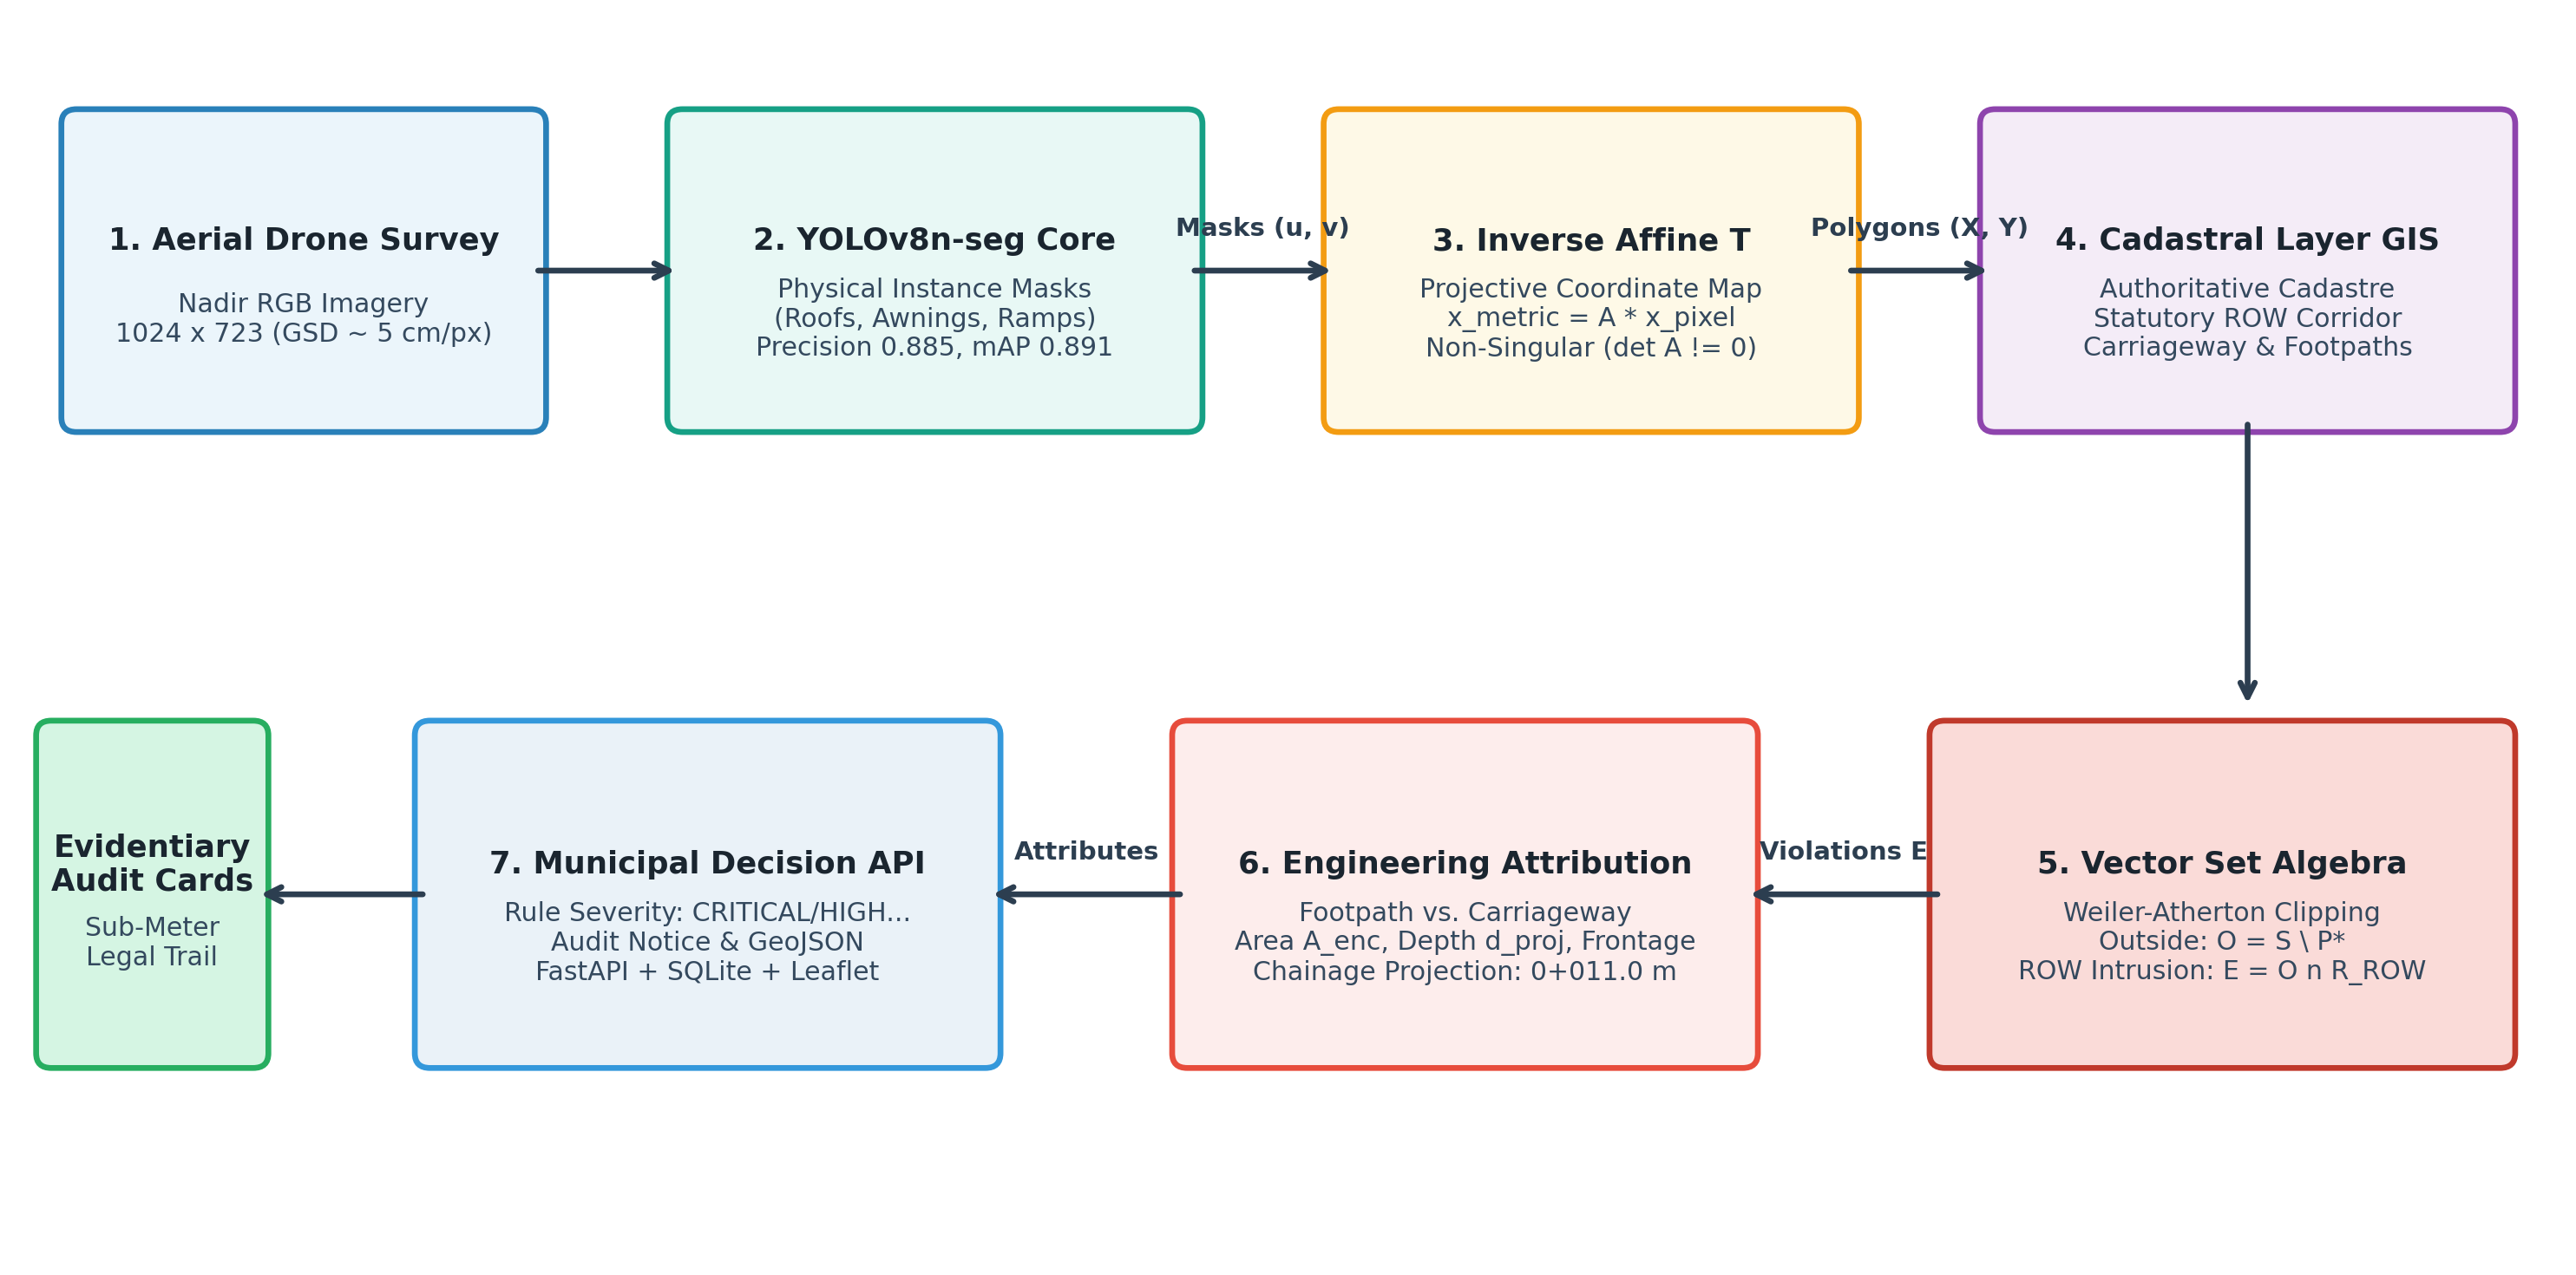 1. Aerial Drone Survey
Nadir RGB Imagery
1024 x 723 (GSD ~ 5 cm/px)
2. YOLOv8n-seg Core
Physical Instance Masks
(Roofs, Awnings, Ramps)
Precision 0.885, mAP 0.891
Masks (u, v)
3. Inverse Affine T
Projective Coordinate Map
x_metric = A * x_pixel
Non-Singular (det A != 0)
Polygons (X, Y)
4. Cadastral Layer GIS
Authoritative Cadastre
Statutory ROW Corridor
Carriageway & Footpaths
5. Vector Set Algebra
Weiler-Atherton Clipping
Outside: O = S \ P*
ROW Intrusion: E = O n R_ROW
Violations E
6. Engineering Attribution
Footpath vs. Carriageway
Area A_enc, Depth d_proj, Frontage
Chainage Projection: 0+011.0 m
Attributes
7. Municipal Decision API
Rule Severity: CRITICAL/HIGH...
Audit Notice & GeoJSON
FastAPI + SQLite + Leaflet
Evidentiary
Audit Cards
Sub-Meter
Legal Trail